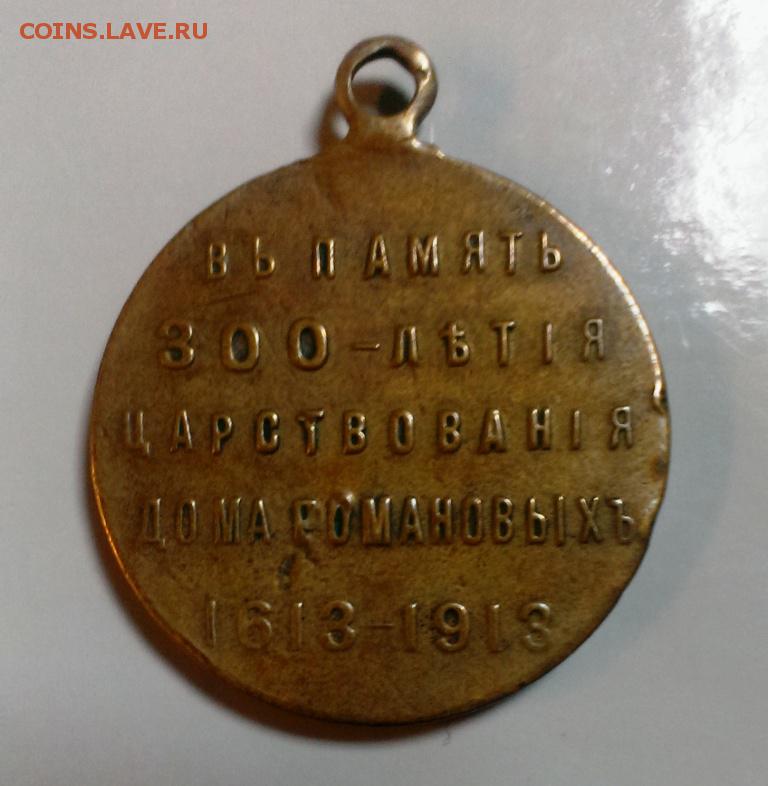 COINS.LAVE.RU
ВЪ ПАМЯТЬ
300-ЛѢТІЯ
ЦАРСТВОВАНІЯ
ДОМА РОМАНОВЫХЪ
1613-1913